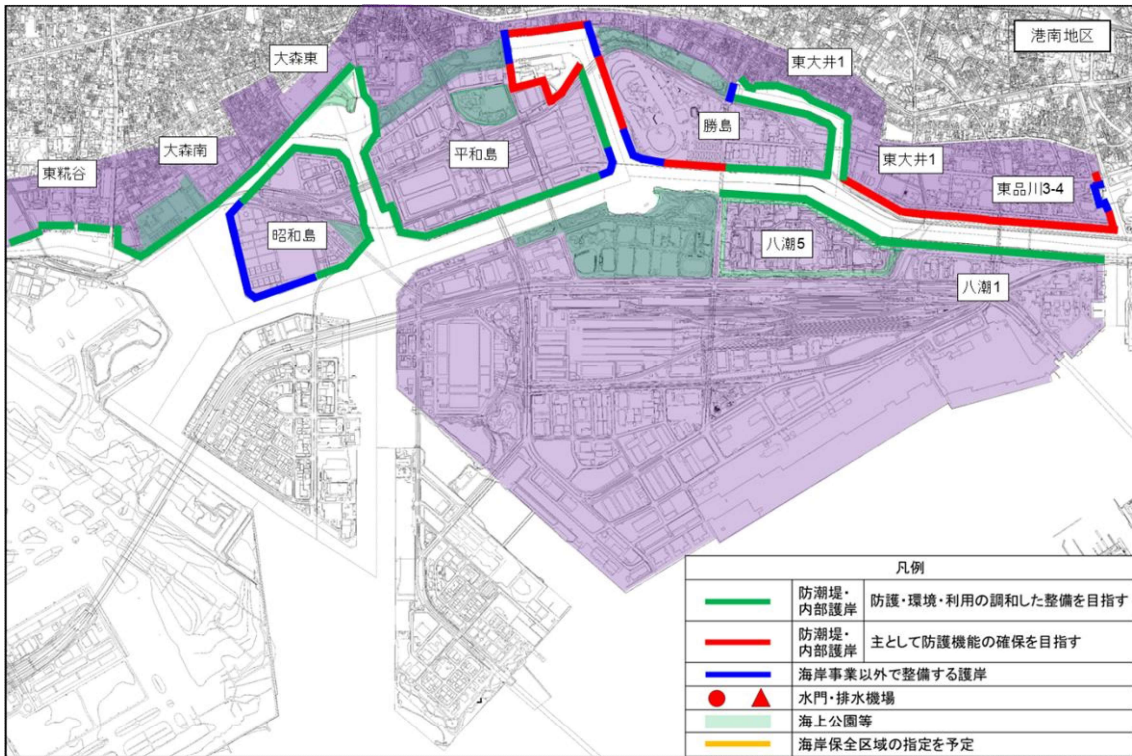 港南地区
大森東
東大井1
勝島
大森南
平和島
東糀谷
東大井1
東品川3-4
昭和島
八潮5
八潮1
凡例
防潮堤・
内部護岸
防護・環境・利用の調和した整備を目指す
防潮堤・
内部護岸
主として防護機能の確保を目指す
海岸事業以外で整備する護岸
水門・排水機場
海上公園等
海岸保全区域の指定を予定